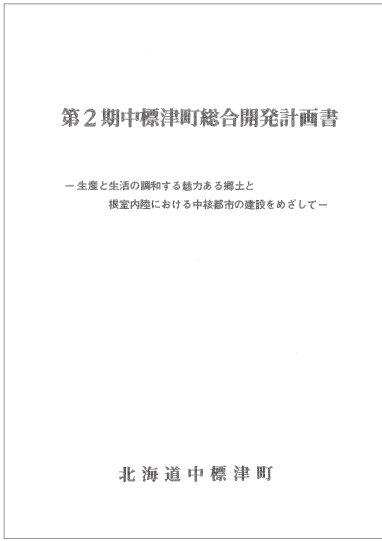 第2期中標津町総合開発計画書
－生産と生活の調和する魅力ある郷土と
根室内陸における中核都市の建設をめざして－
北海道中標津町